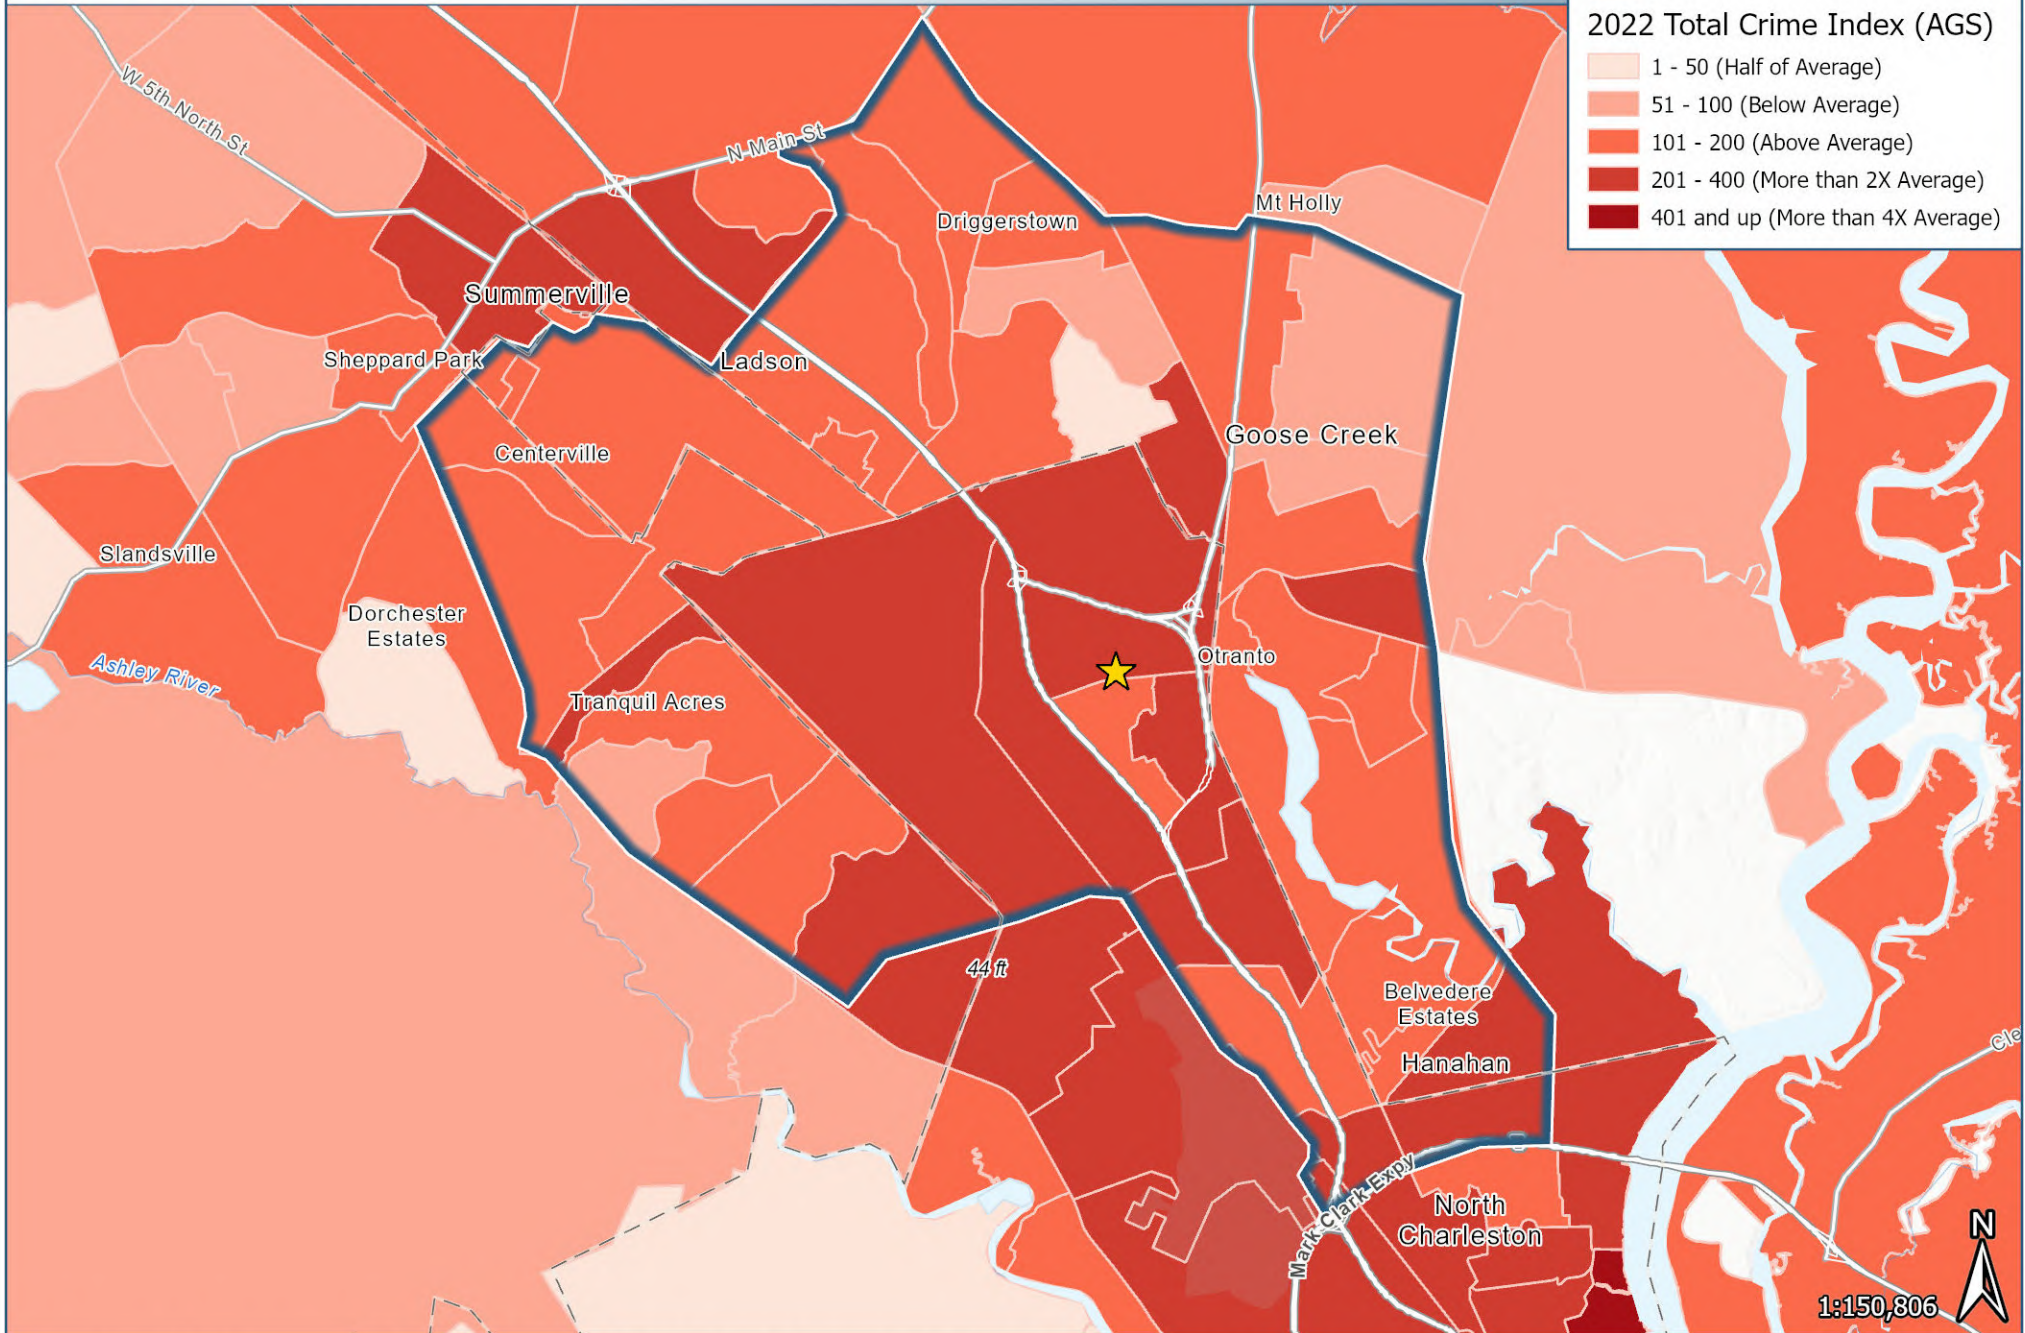 2022 Total Crime Index (AGS)
1 - 50 (Half of Average)
51 - 100 (Below Average)
101 - 200 (Above Average)
201 - 400 (More than 2X Average)
401 and up (More than 4X Average)
W 5th North St
N Main St
Mt Holly
Driggerstown
Summerville
Sheppard Park
Ladson
Goose Creek
Centerville
Slandsville
Dorchester
Estates
Otranto
Ashley River
Tranquil Acres
44 ft
Belvedere
Estates
Hanahan
Cle
Mark Clark Expy
North
Charleston
N
1:150,806